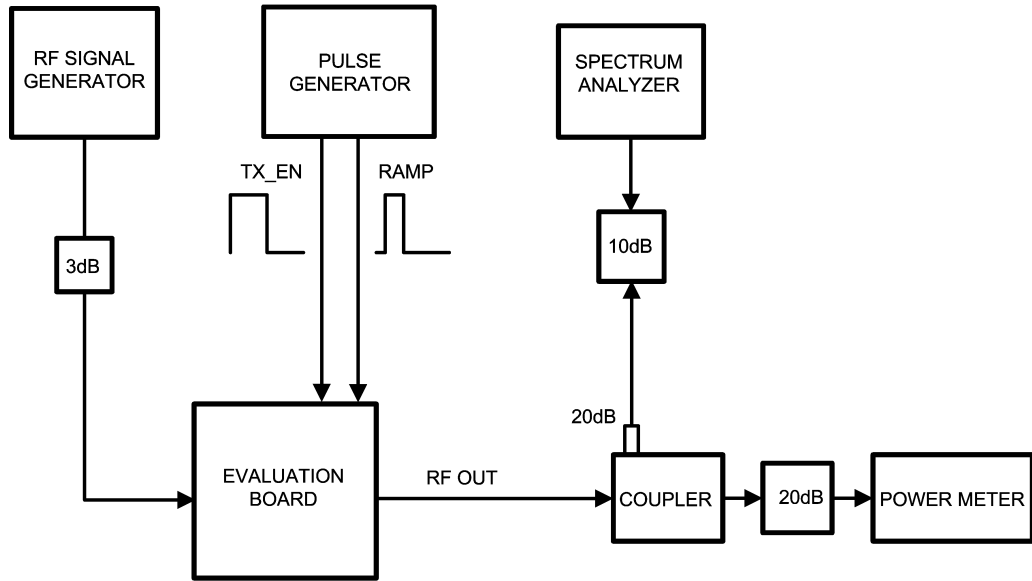 RF SIGNAL
GENERATOR
PULSE
GENERATOR
SPECTRUM
ANALYZER
TX_EN
RAMP
3dB
10dB
20dB
EVALUATION
BOARD
RF OUT
COUPLER
20dB
POWER METER